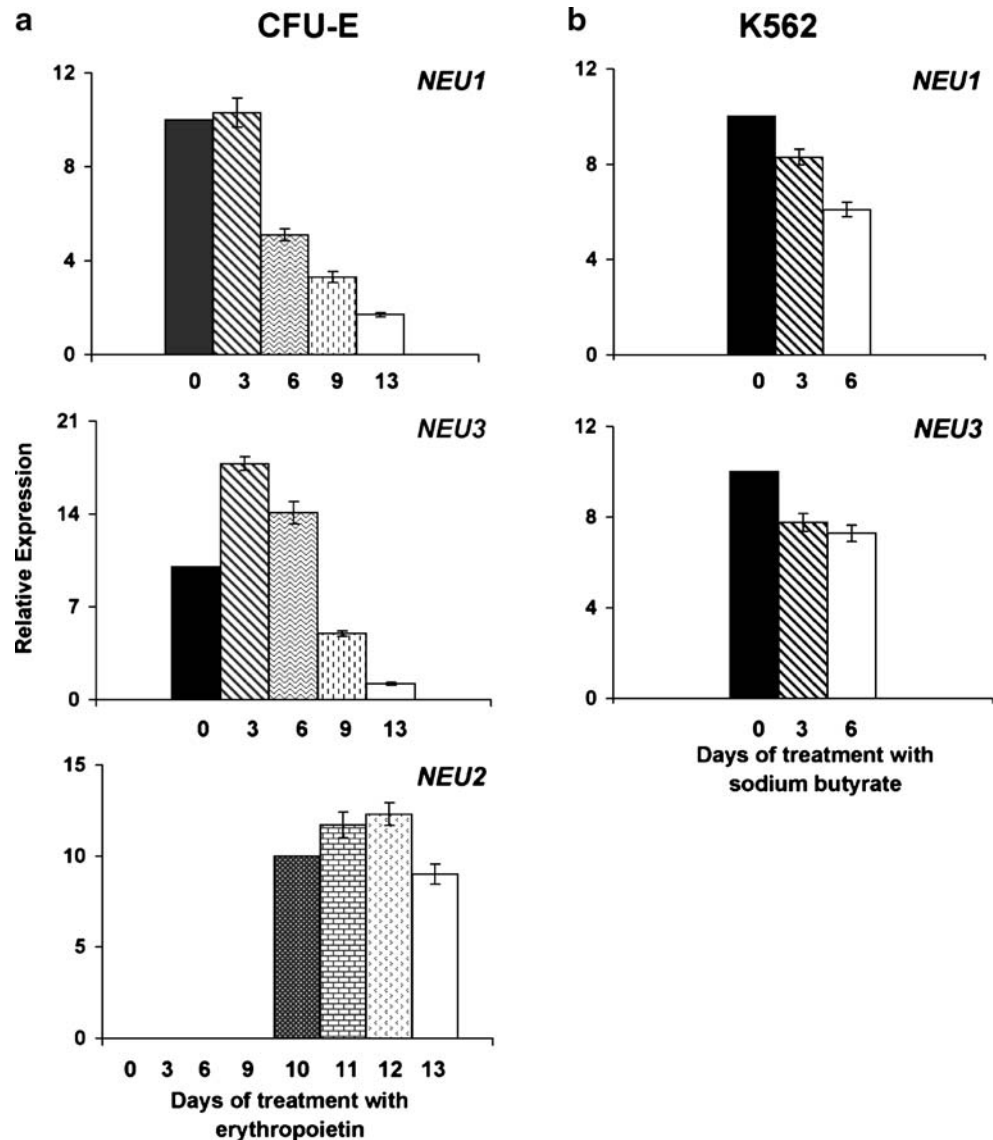 a
CFU-E
NEU1
12
8
4
0
0 3 6 9 13
NEU3
21
14
7
0
0 3 6 9 13
Relative Expression
NEU2
15
10
5
0
0 3 6 9 10 11 12 13
Days of treatment with
erythropoietin
b
K562
NEU1
12
8
4
0
0 3 6
NEU3
12
8
4
0
0 3 6
Days of treatment with
sodium butyrate